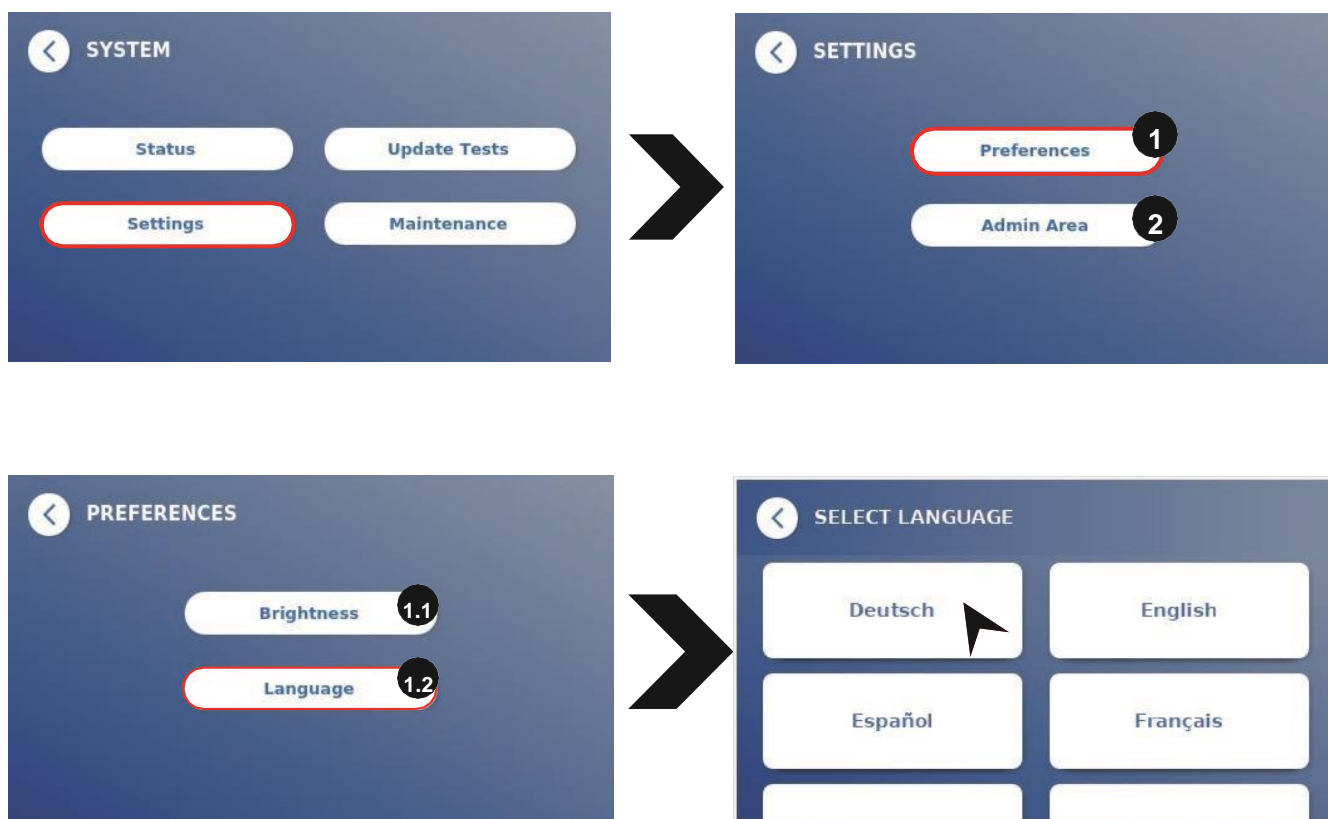 SYSTEM
Status
Update Tests
Settings
Maintenance
SETTINGS
Preferences
1
Admin Area
2
PREFERENCES
Brightness
1.1
Language
1.2
SELECT LANGUAGE
Deutsch
English
Español
Français